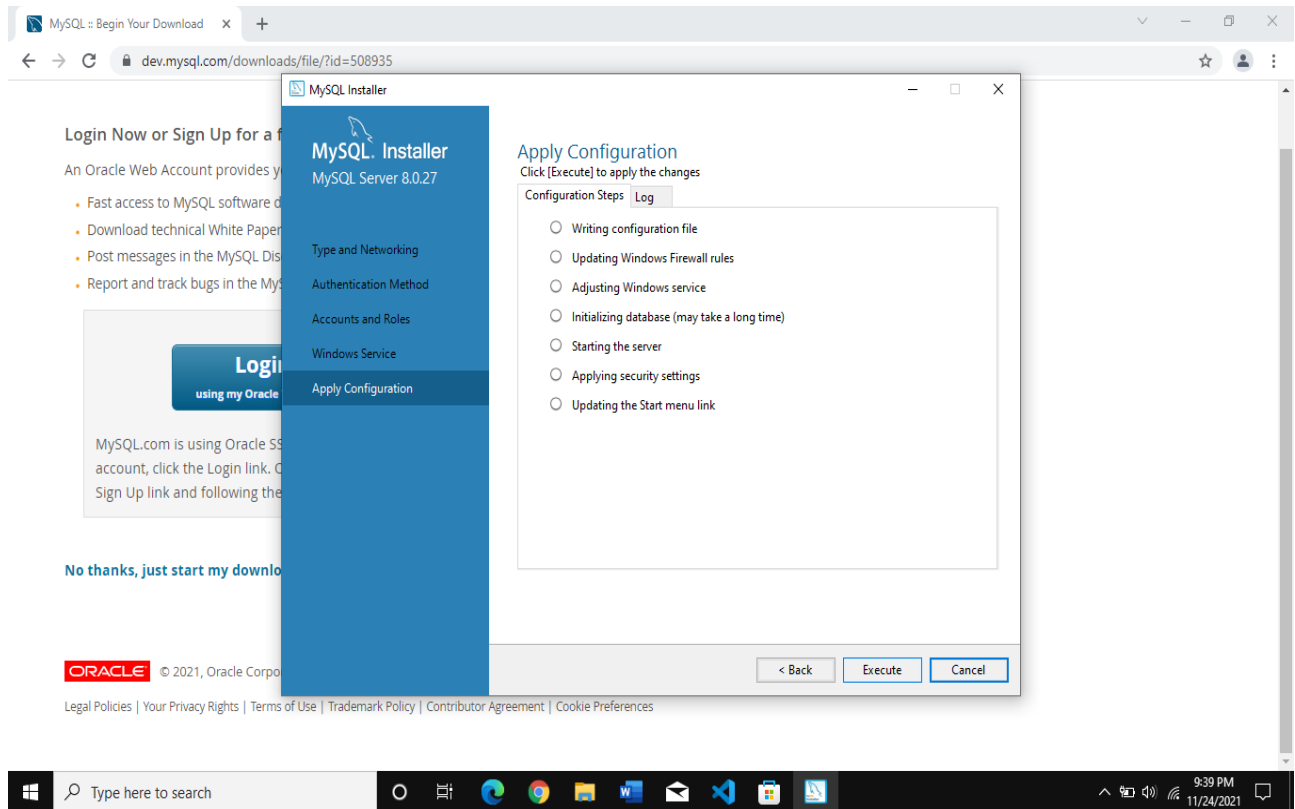 MySQL :: Begin Your Download
dev.mysql.com/downloads/file/?id=508935
Login Now or Sign Up for a f
An Oracle Web Account provides y
Fast access to MySQL software d
Download technical White Paper
Post messages in the MySQL Dis
Report and track bugs in the MyS
Login
using my Oracle
MySQL.com is using Oracle SS
account, click the Login link. O
Sign Up link and following the
No thanks, just start my downlo
ORACLE © 2021, Oracle Corpo
Legal Policies | Your Privacy Rights | Terms of Use | Trademark Policy | Contributor Agreement | Cookie Preferences
MySQL Installer
MySQL. Installer
MySQL Server 8.0.27
Type and Networking
Authentication Method
Accounts and Roles
Windows Service
Apply Configuration
Apply Configuration
Click [Execute] to apply the changes
Configuration Steps Log
Writing configuration file
Updating Windows Firewall rules
Adjusting Windows service
Initializing database (may take a long time)
Starting the server
Applying security settings
Updating the Start menu link
< Back Execute Cancel
Type here to search
9:39 PM
11/24/2021